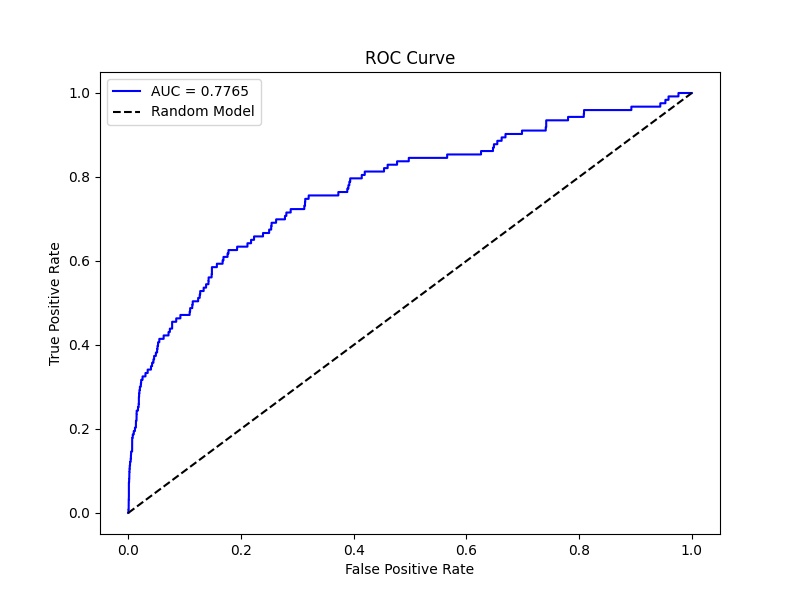 ROC Curve
AUC = 0.7765
Random Model
True Positive Rate
1.0
0.8
0.6
0.4
0.2
0.0
0.0 0.2 0.4 0.6 0.8 1.0
False Positive Rate